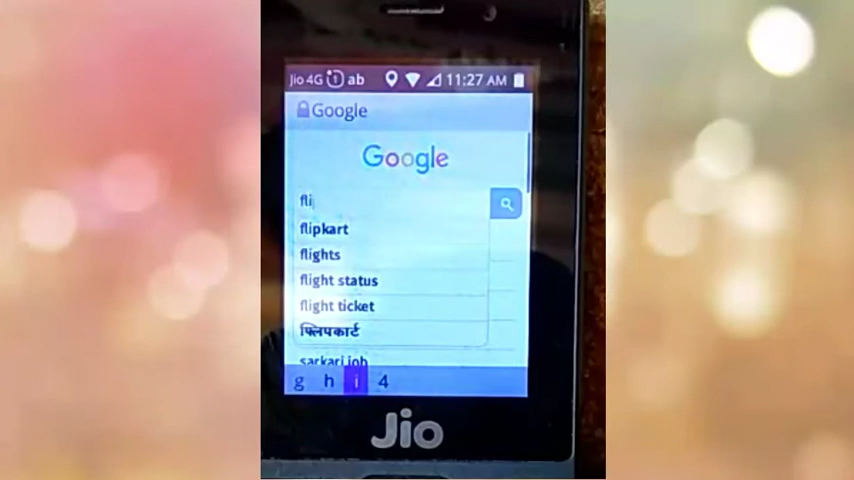 Jio 4G 1 ab 11:27 AM
Google
Google
fli
flipkart
flights
flight status
flight ticket
फ्लिपकार्ट
sarkari job
g h i 4
Jio